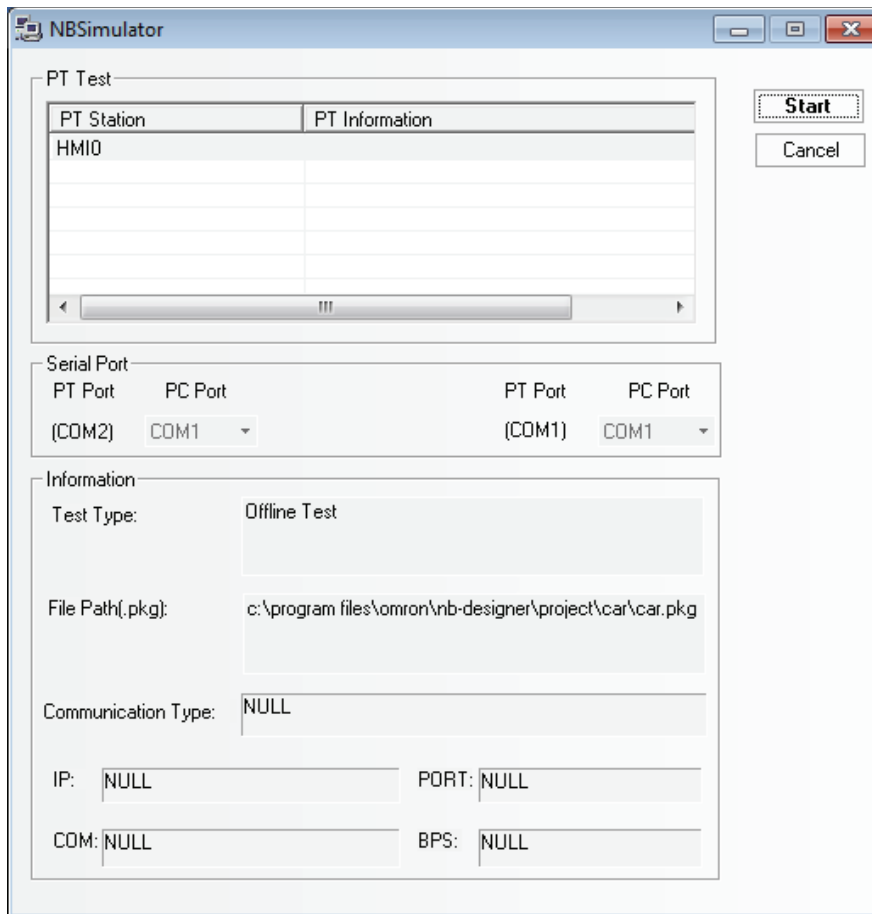 NBSimulator
PT Test
PT Station PT Information
HMI0
Start
Cancel
Serial Port
PT Port PC Port PT Port PC Port
(COM2) COM1 (COM1) COM1
Information
Test Type: Offline Test
File Path(.pkg): c:\program files\omron\nb-designer\project\car\car.pkg
Communication Type: NULL
IP: NULL PORT: NULL
COM: NULL BPS: NULL